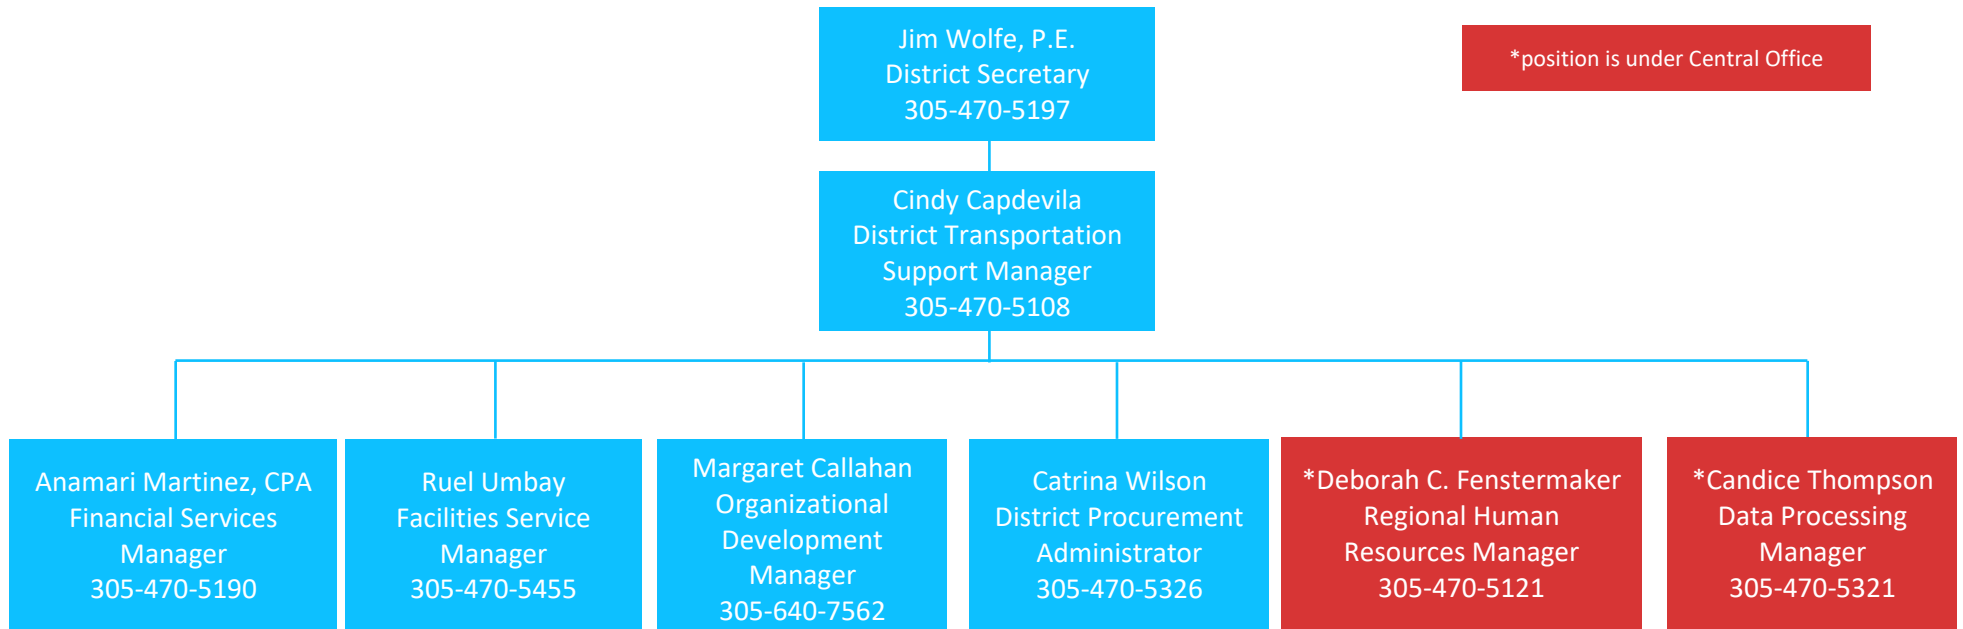 Jim Wolfe, P.E.
District Secretary
305-470-5197
*position is under Central Office
Cindy Capdevila
District Transportation
Support Manager
305-470-5108
Anamari Martinez, CPA
Financial Services
Manager
305-470-5190
Ruel Umbay
Facilities Service
Manager
305-470-5455
Margaret Callahan
Organizational
Development
Manager
305-640-7562
Catrina Wilson
District Procurement
Administrator
305-470-5326
*Deborah C. Fenstermaker
Regional Human
Resources Manager
305-470-5121
*Candice Thompson
Data Processing
Manager
305-470-5321